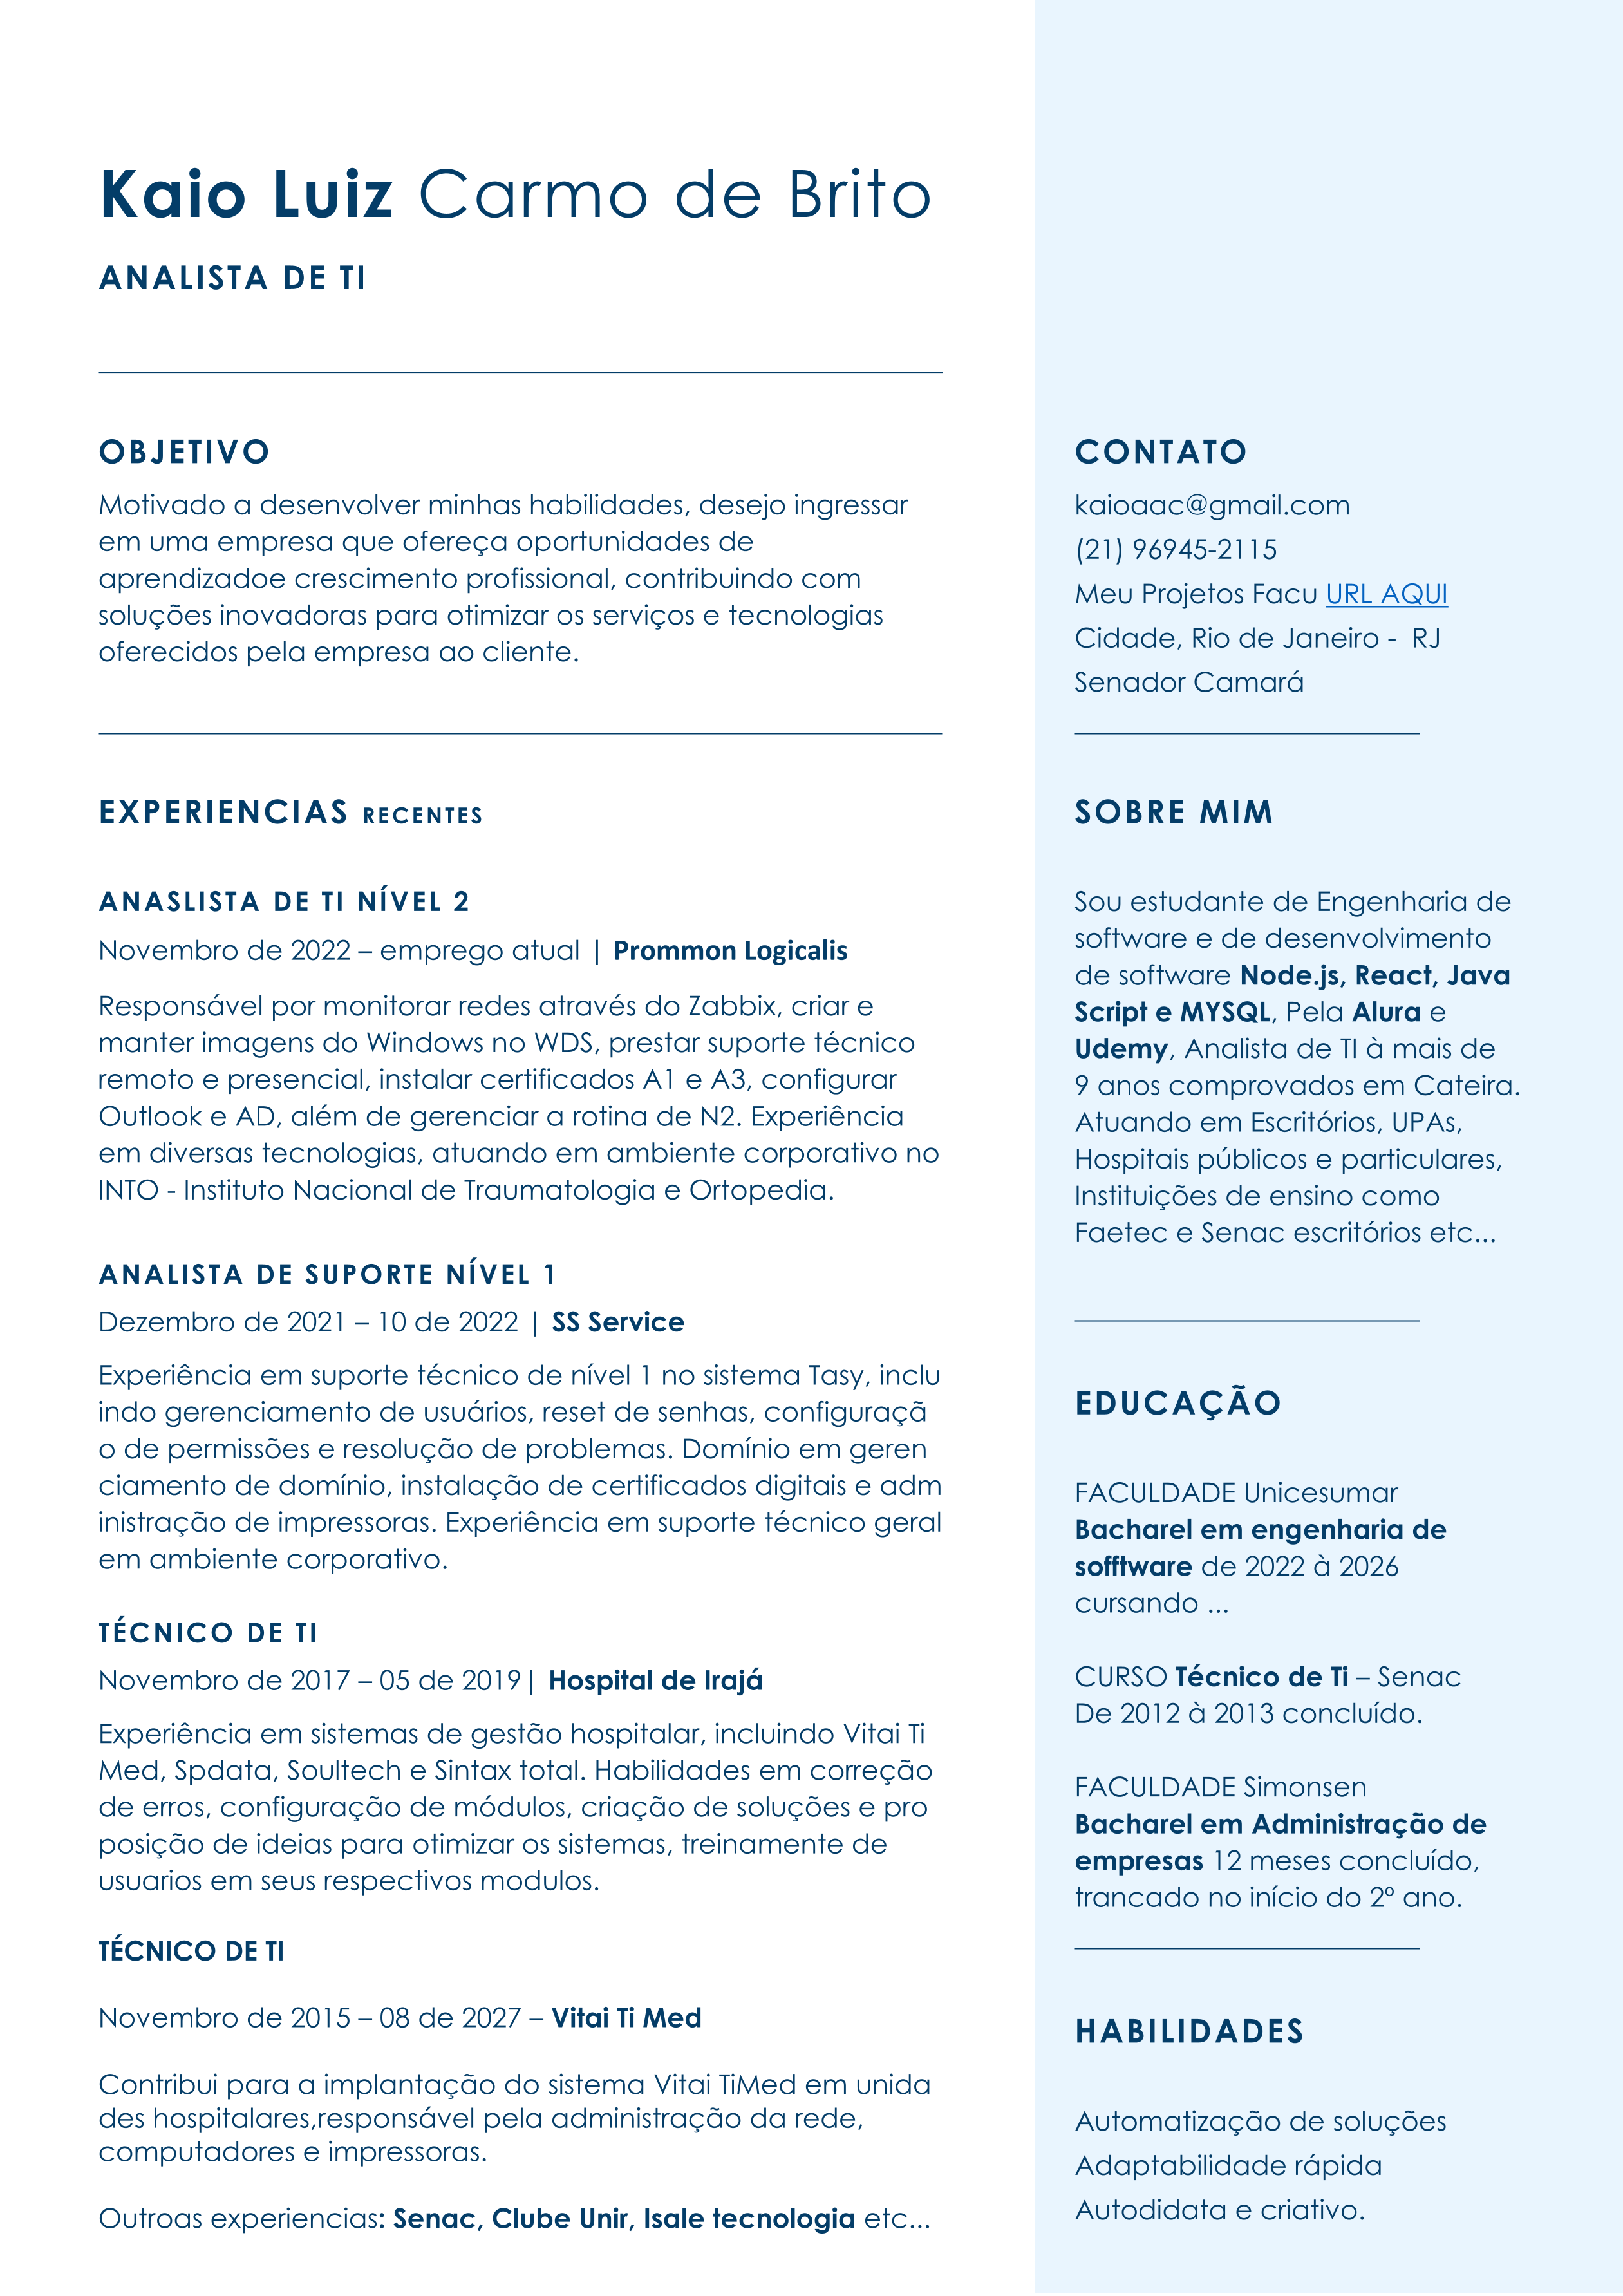 Kaio Luiz Carmo de Brito
ANALISTA DE TI
OBJETIVO
Motivado a desenvolver minhas habilidades, desejo ingressar
em uma empresa que ofereça oportunidades de
aprendizadoe crescimento profissional, contribuindo com
soluções inovadoras para otimizar os serviços e tecnologias
oferecidos pela empresa ao cliente.
EXPERIENCIAS RECENTES
ANASLISTA DE TI NÍVEL 2
Novembro de 2022 – emprego atual | Prommon Logicalis
Responsável por monitorar redes através do Zabbix, criar e
manter imagens do Windows no WDS, prestar suporte técnico
remoto e presencial, instalar certificados A1 e A3, configurar
Outlook e AD, além de gerenciar a rotina de N2. Experiência
em diversas tecnologias, atuando em ambiente corporativo no
INTO - Instituto Nacional de Traumatologia e Ortopedia.
ANALISTA DE SUPORTE NÍVEL 1
Dezembro de 2021 – 10 de 2022 | SS Service
Experiência em suporte técnico de nível 1 no sistema Tasy, inclu
indo gerenciamento de usuários, reset de senhas, configuraçã
o de permissões e resolução de problemas. Domínio em geren
ciamento de domínio, instalação de certificados digitais e adm
inistração de impressoras. Experiência em suporte técnico geral
em ambiente corporativo.
TÉCNICO DE TI
Novembro de 2017 – 05 de 2019| Hospital de Irajá
Experiência em sistemas de gestão hospitalar, incluindo Vitai Ti
Med, Spdata, Soultech e Sintax total. Habilidades em correção
de erros, configuração de módulos, criação de soluções e pro
posição de ideias para otimizar os sistemas, treinamente de
usuarios em seus respectivos modulos.
TÉCNICO DE TI
Novembro de 2015 – 08 de 2027 – Vitai Ti Med
Contribui para a implantação do sistema Vitai TiMed em unida
des hospitalares,responsável pela administração da rede,
computadores e impressoras.
Outroas experiencias: Senac, Clube Unir, Isale tecnologia etc...
CONTATO
kaioaac@gmail.com
(21) 96945-2115
Meu Projetos Facu URL AQUI
Cidade, Rio de Janeiro -  RJ
Senador Camará
SOBRE MIM
Sou estudante de Engenharia de
software e de desenvolvimento
de software Node.js, React, Java
Script e MYSQL, Pela Alura e
Udemy, Analista de TI à mais de
9 anos comprovados em Cateira.
Atuando em Escritórios, UPAs,
Hospitais públicos e particulares,
Instituições de ensino como
Faetec e Senac escritórios etc...
EDUCAÇÃO
FACULDADE Unicesumar
Bacharel em engenharia de
sofftware de 2022 à 2026
cursando ...
CURSO Técnico de Ti – Senac
De 2012 à 2013 concluído.
FACULDADE Simonsen
Bacharel em Administração de
empresas 12 meses concluído,
trancado no início do 2º ano.
HABILIDADES
Automatização de soluções
Adaptabilidade rápida
Autodidata e criativo.